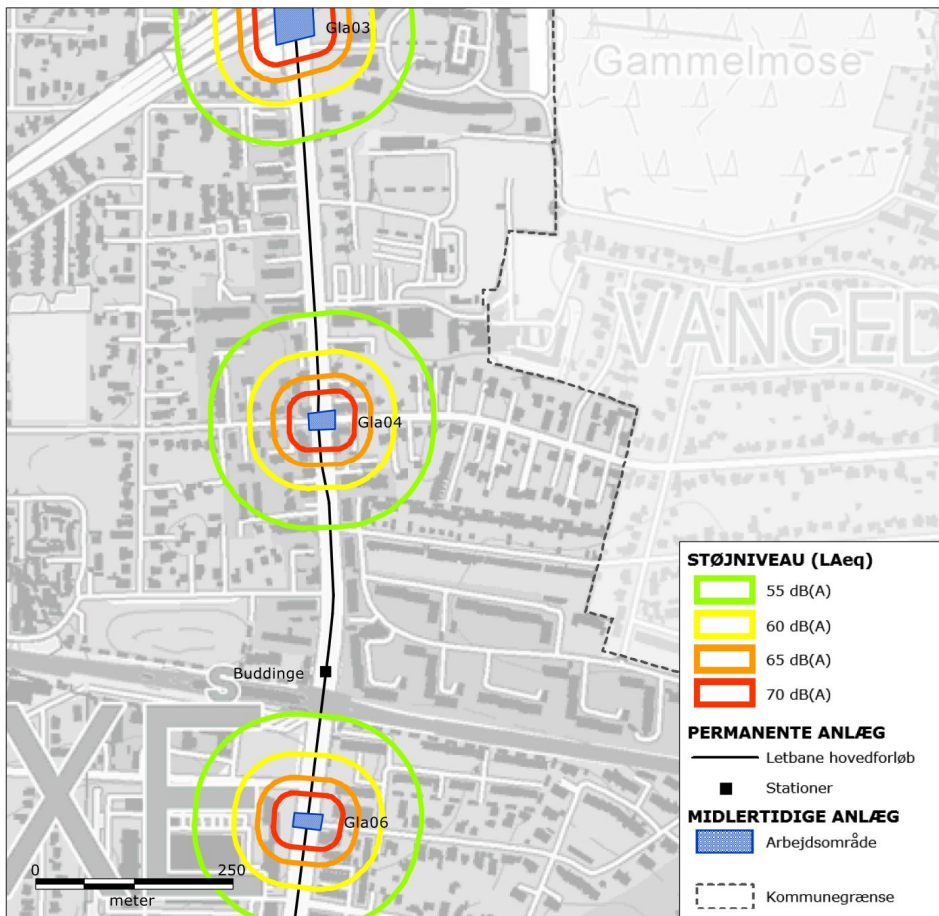 Gla03
Gammelmose
VANGED
Gla04
STØJNIVEAU (LAeq)
55 dB(A)
60 dB(A)
65 dB(A)
70 dB(A)
Buddinge
S
PERMANENTE ANLÆG
Letbane hovedforløb
Stationer
XE
Gla06
MIDLERTIDIGE ANLÆG
Arbejdsområde
0 250
meter
Kommunegrænse